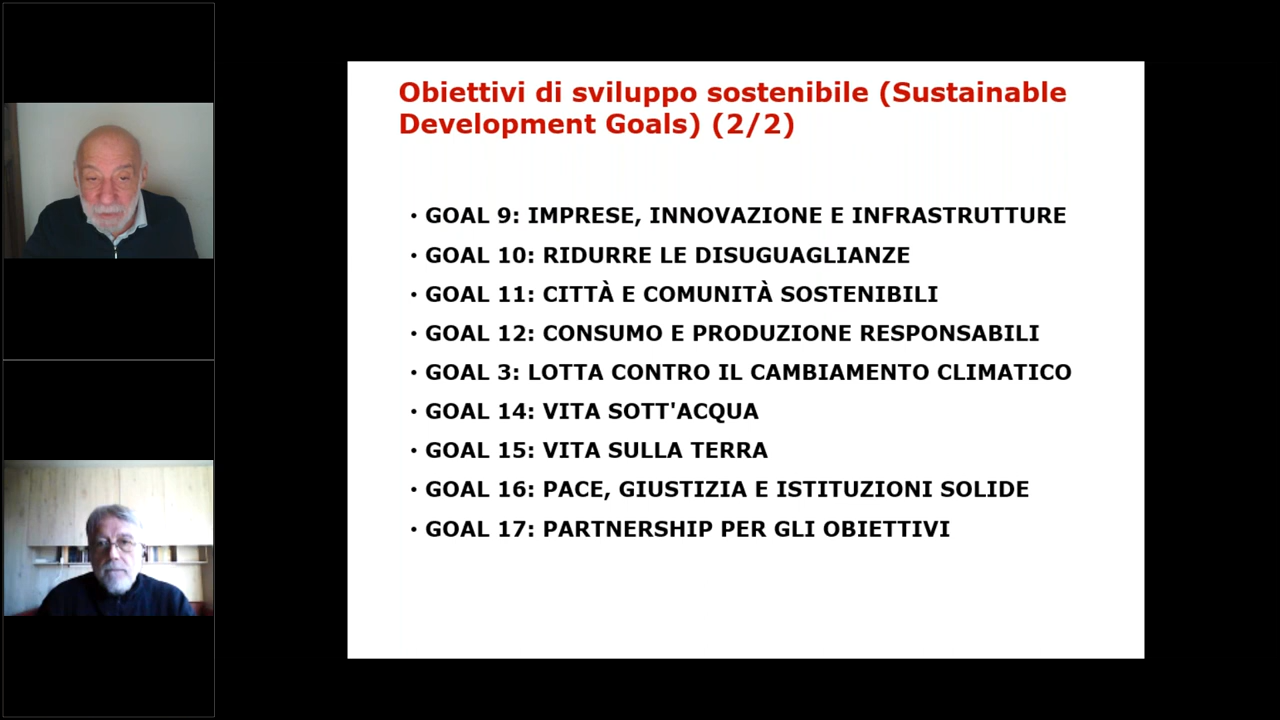 Obiettivi di sviluppo sostenibile (Sustainable
Development Goals) (2/2)
• GOAL 9: IMPRESE, INNOVAZIONE E INFRASTRUTTURE
• GOAL 10: RIDURRE LE DISUGUAGLIANZE
• GOAL 11: CITTÀ E COMUNITÀ SOSTENIBILI
• GOAL 12: CONSUMO E PRODUZIONE RESPONSABILI
• GOAL 3: LOTTA CONTRO IL CAMBIAMENTO CLIMATICO
• GOAL 14: VITA SOTT'ACQUA
• GOAL 15: VITA SULLA TERRA
• GOAL 16: PACE, GIUSTIZIA E ISTITUZIONI SOLIDE
• GOAL 17: PARTNERSHIP PER GLI OBIETTIVI